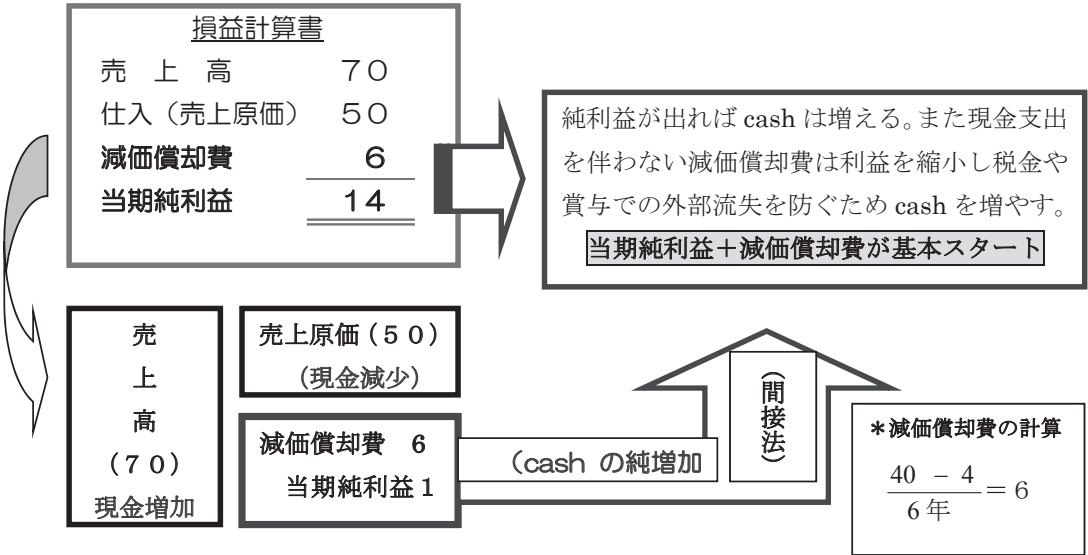 損益計算書
売 上 高 70
仕入（売上原価） 50
減価償却費 6
当期純利益 14
純利益が出れば cash は増える。また現金支出
を伴わない減価償却費は利益を縮小し税金や
賞与での外部流失を防ぐため cash を増やす。
当期純利益＋減価償却費が基本スタート
売
上
高
(７０)
現金増加
売上原価(５０)
(現金減少)
減価償却費 ６
当期純利益１
(cash の純増加
(間接法)
＊減価償却費の計算
40 － 4
6 年
＝ 6